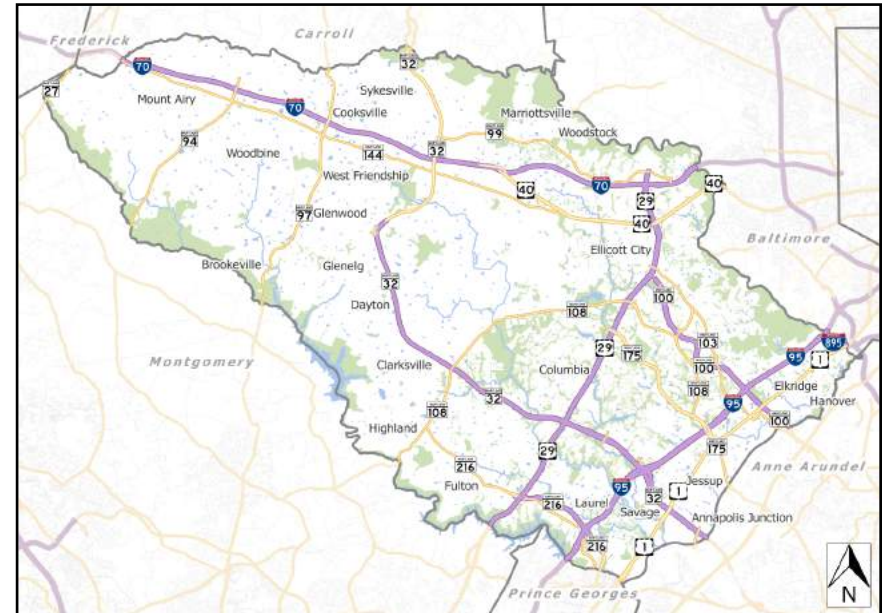 Frederick
Carroll
70
32
27
Mount Airy
70
Sykesville
Cooksville
Marriottsville
94
99
Woodstock
144
32
Woodbine
West Friendship
40
70
40
29
97
Glenwood
40
Baltimore
Ellicott City
Brookeville
Glenelg
32
100
Dayton
108
103
895
29
175
95
1
Montgomery
Clarksville
Columbia
100
Elkridge
32
108
Hanover
95
108
100
Highland
29
175
Anne Arundel
216
Fulton
Jessup
95
1
32
216
Laurel
Savage
Annapolis Junction
216
1
Prince Georges
N